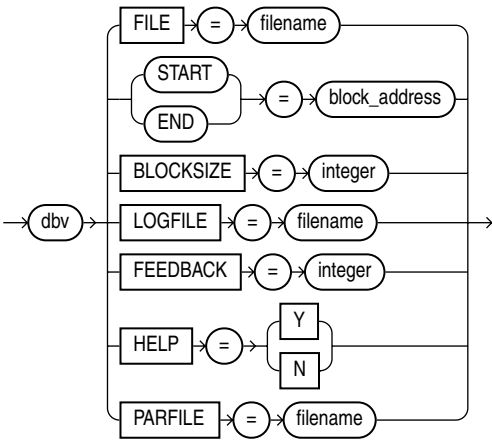 FILE = filename
START
= block_address
END
BLOCKSIZE = integer
dbv LOGFILE = filename
FEEDBACK = integer
Y
HELP =
N
PARFILE = filename